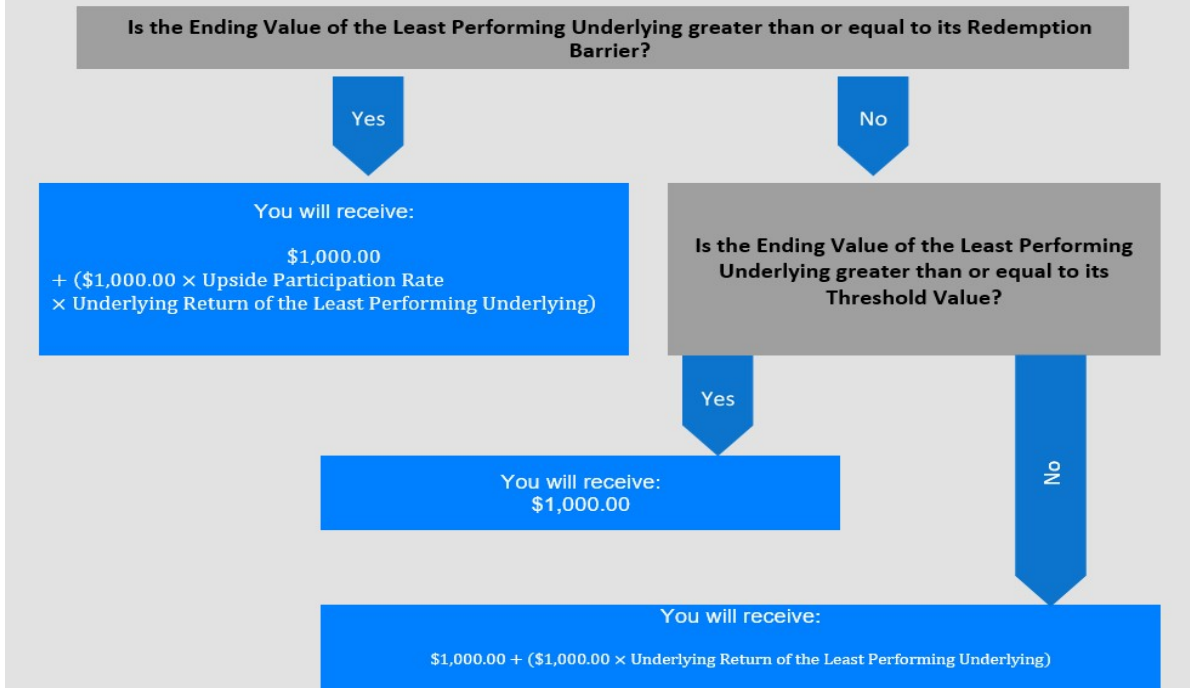 Is the Ending Value of the Least Performing Underlying greater than or equal to its Redemption
Barrier?
Yes
No
You will receive:
$1,000.00
+ ($1,000.00 × Upside Participation Rate
× Underlying Return of the Least Performing Underlying)
Is the Ending Value of the Least Performing
Underlying greater than or equal to its
Threshold Value?
Yes
No
You will receive:
$1,000.00
You will receive:
$1,000.00 + ($1,000.00 × Underlying Return of the Least Performing Underlying)